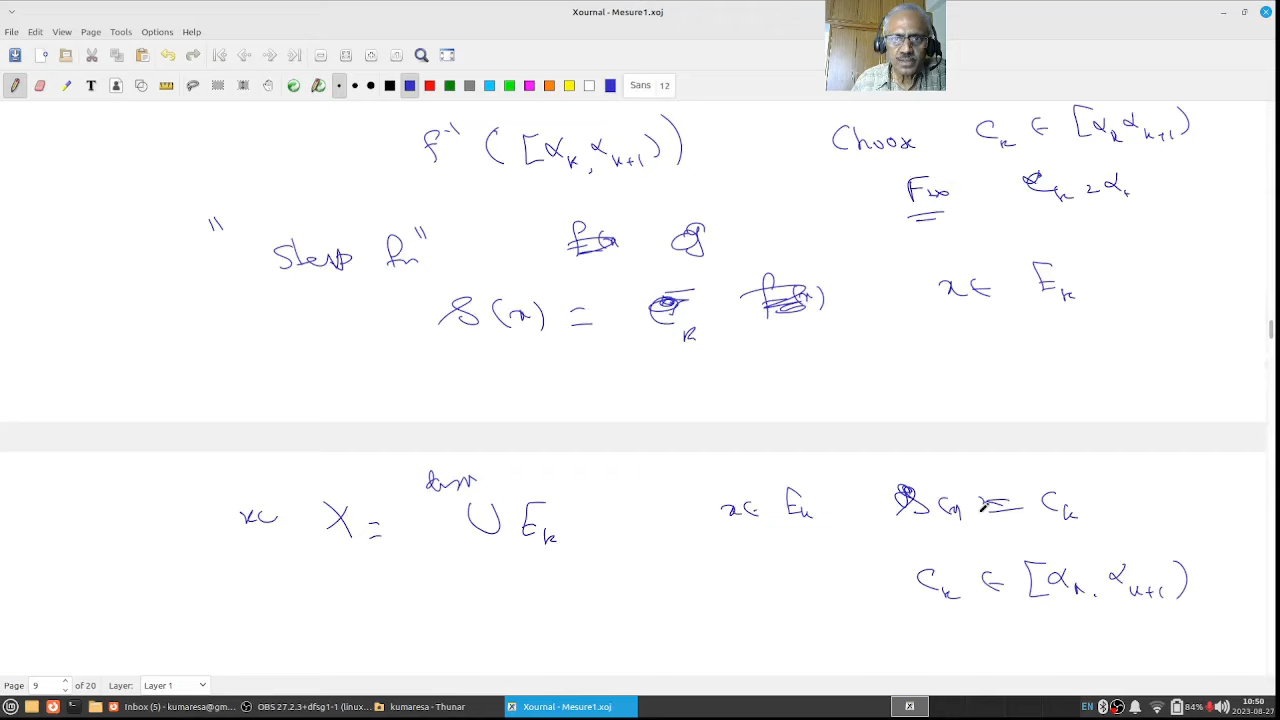 Xournal - Mesure1.xoj
File Edit View Page Tools Options Help
Sans 12
f⁻¹ ([αₖ, αₖ₊₁)) Choox Cₖ ∈ [αₖ αₖ₊₁)
Cₖ = α
"Step fn" g
S(x) = Cₖ x ∈ Eₖ
X = ∪ Eₖ x ∈ Eₖ S(x) = Cₖ
Cₖ ∈ [αₖ, αₖ₊₁)
Page 9 of 20 Layer: Layer 1
Inbox (5) - kumaresa@gm... OBS 27.2.3+dfsg1-1 (linux... kumaresa - Thunar Xournal - Mesure1.xoj EN 84% 10:50
2023-08-27